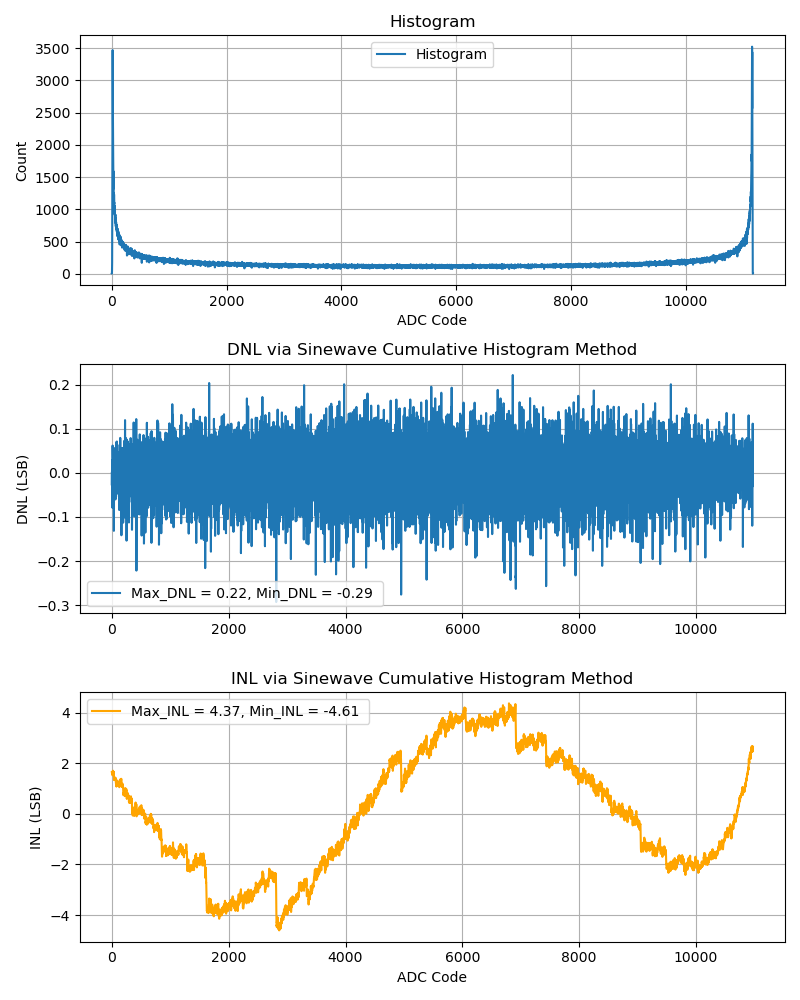 Histogram
3500
3000
2500
2000
1500
1000
500
0
Count
Histogram
0 2000 4000 6000 8000 10000
ADC Code
DNL via Sinewave Cumulative Histogram Method
0.2
0.1
0.0
−0.1
−0.2
−0.3
DNL (LSB)
Max_DNL = 0.22, Min_DNL = -0.29
0 2000 4000 6000 8000 10000
INL via Sinewave Cumulative Histogram Method
4
2
0
−2
−4
INL (LSB)
Max_INL = 4.37, Min_INL = -4.61
0 2000 4000 6000 8000 10000
ADC Code